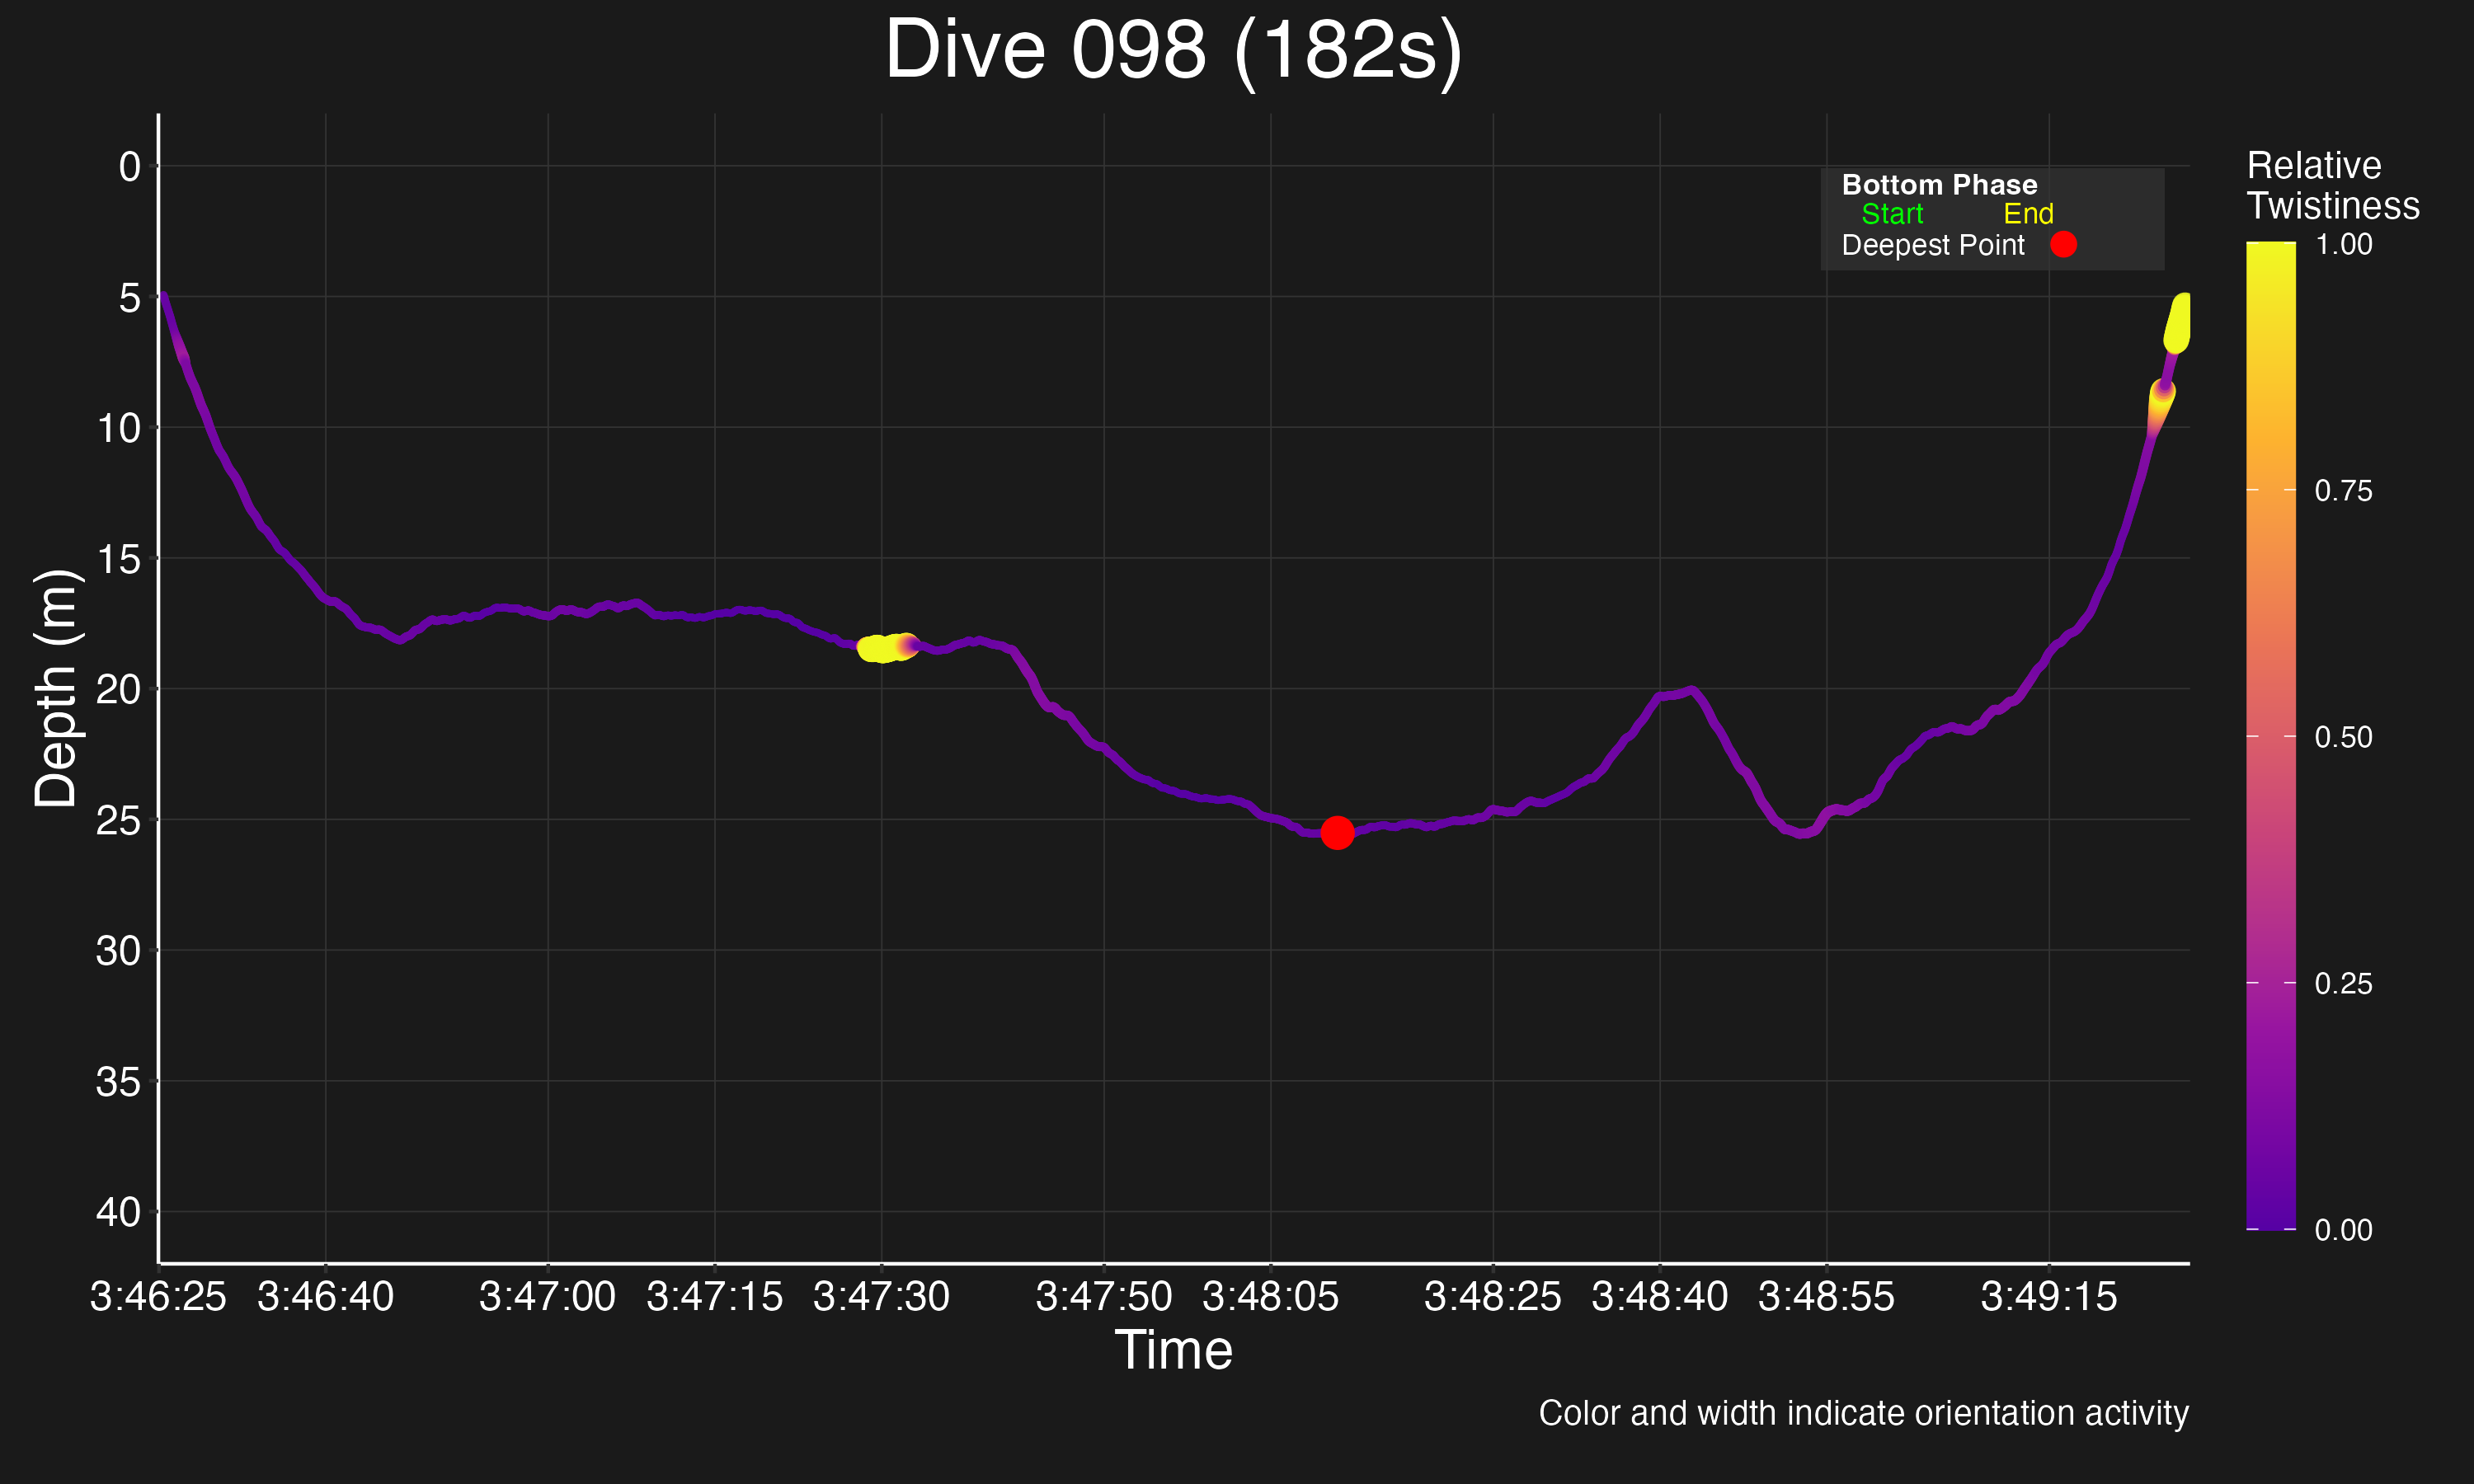 Dive 098 (182s)
Depth (m)
0
5
10
15
20
25
30
35
40
Bottom Phase
Start End
Deepest Point
Relative
Twistiness
1.00
0.75
0.50
0.25
0.00
3:46:25 3:46:40 3:47:00 3:47:15 3:47:30 3:47:50 3:48:05 3:48:25 3:48:40 3:48:55 3:49:15
Time
Color and width indicate orientation activity